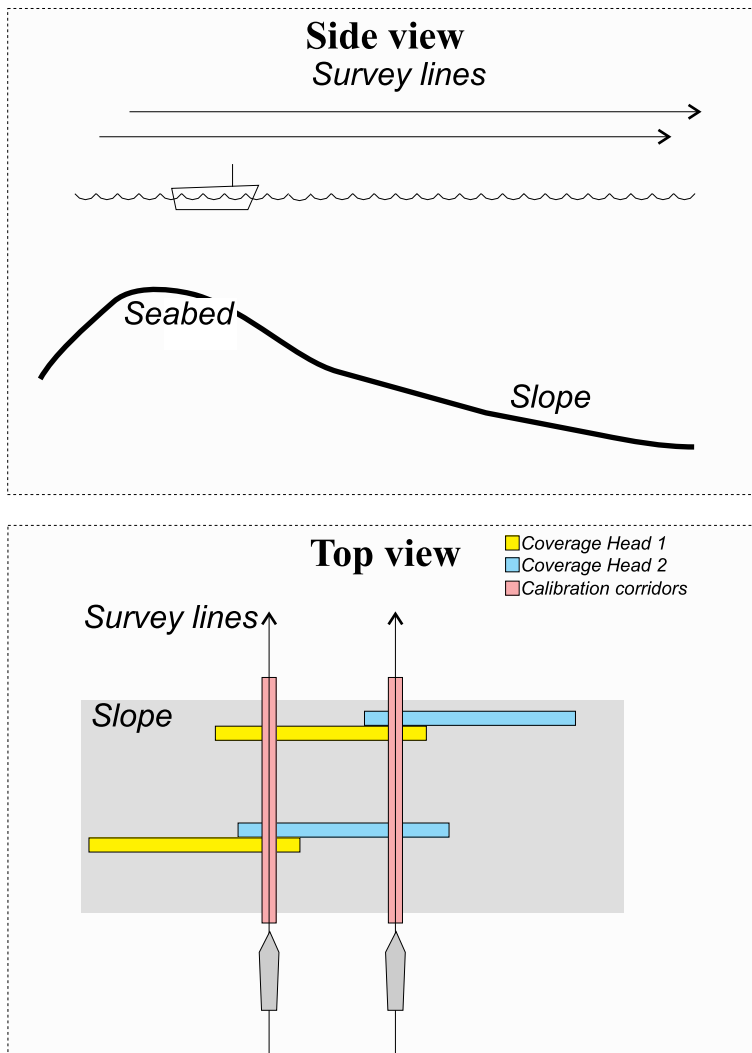 Side view
Survey lines
Seabed
Slope
Top view
Coverage Head 1
Coverage Head 2
Calibration corridors
Survey lines
Slope